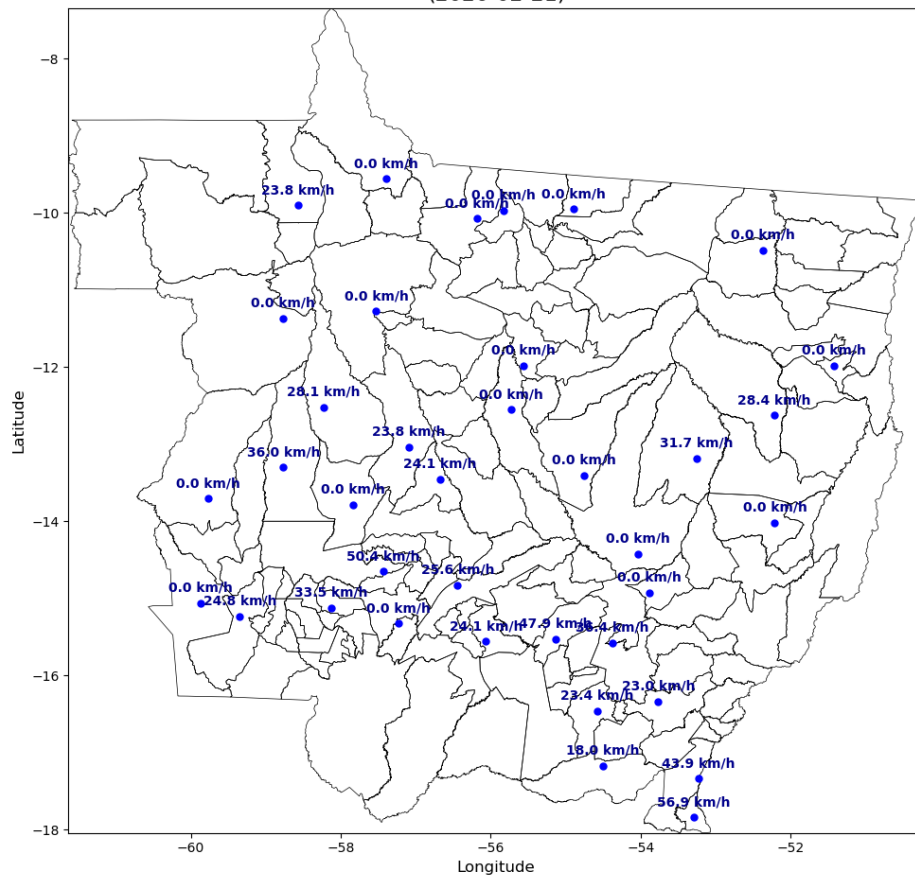 −8
0.0 km/h
23.8 km/h
0.0 km/h
0.0 km/h
0.0 km/h
−10
0.0 km/h
0.0 km/h
0.0 km/h
0.0 km/h
0.0 km/h
−12
28.1 km/h
0.0 km/h
28.4 km/h
23.8 km/h
36.0 km/h
24.1 km/h
31.7 km/h
0.0 km/h
0.0 km/h
0.0 km/h
0.0 km/h
−14
0.0 km/h
50.4 km/h
25.6 km/h
0.0 km/h
0.0 km/h
24.8 km/h
33.5 km/h
0.0 km/h
24.1 km/h
47.9 km/h
36.4 km/h
−16
23.4 km/h
23.0 km/h
18.0 km/h
43.9 km/h
56.9 km/h
−18
Latitude
−60
−58
−56
−54
−52
Longitude